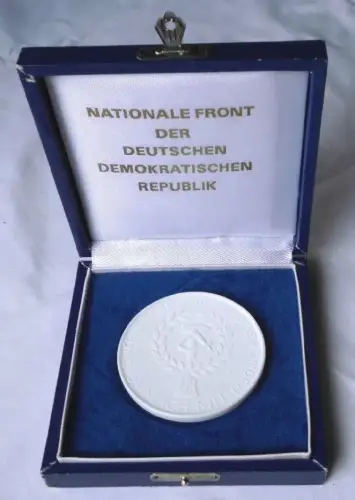 NATIONALE FRONT
DER
DEUTSCHEN
DEMOKRATISCHEN
REPUBLIK